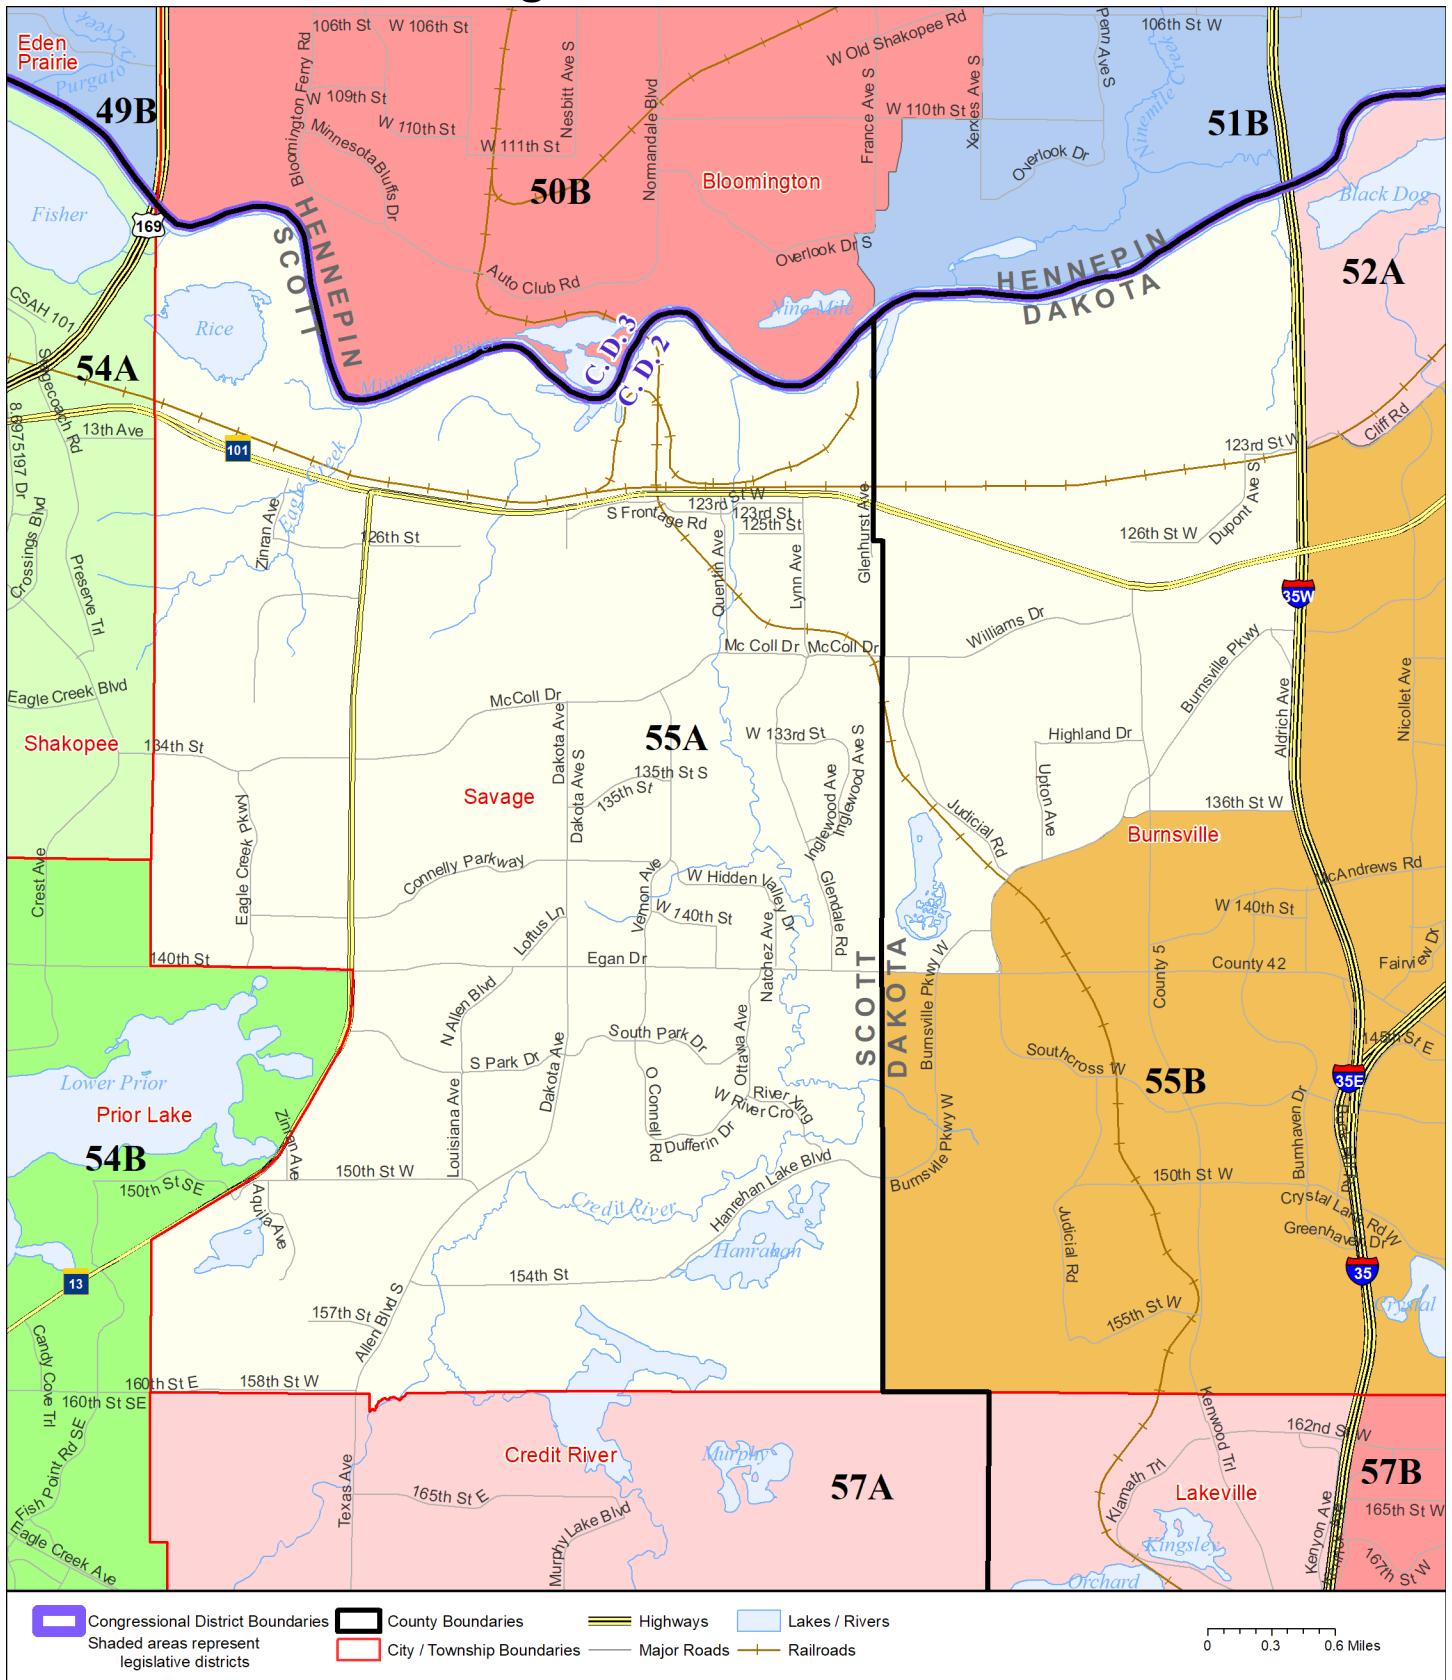 Eden
Prairie
Purgatory Creek
49B
106th St
W 106th St
Bloomington Ferry Rd
W 109th St
W 110th St
Minnesota Bluffs Dr
W 111th St
Nesbitt Ave S
Normandale Blvd
50B
Bloomington
W Old Shakopee Rd
France Ave S
Xerxes Ave S
W 110th St
Penn Ave S
106th St W
Ninemile Creek
Overlook Dr
51B
Black Dog
52A
Fisher
169
HENNEPIN
SCOTT
Auto Club Rd
Overlook Dr S
Nine Mile
HENNEPIN
DAKOTA
CSAH 101
Rice
Minnesota River
C. D. 3
C. D. 2
Stagecoach Rd
54A
8.6975197 Dr
13th Ave
101
Eagle Creek
Zinran Ave
126th St
S Frontage Rd
123rd St W
123rd St
125th St
Quentin Ave
Lynn Ave
Glenhurst Ave
123rd St W
Cliff Rd
Dupont Ave S
126th St W
35W
Crossings Blvd
Preserve Trl
Eagle Creek Blvd
Mc Coll Dr
McColl Dr
Williams Dr
Burnsville Pkwy
Aldrich Ave
Nicollet Ave
McColl Dr
Shakopee
134th St
Dakota Ave
Dakota Ave S
55A
135th St S
135th St
W 133rd St
Inglewood Ave S
Inglewood Ave
Highland Dr
Upton Ave
Savage
136th St W
Burnsville
Judicial Rd
Crest Ave
Eagle Creek Pkwy
Connelly Parkway
Vernon Ave
W Hidden Valley Dr
Glendale Rd
McAndrews Rd
Loftus Ln
W 140th St
Natchez Ave
W 140th St
140th St
Egan Dr
SCOTT
DAKOTA
Burnsville Pkwy W
County 5
County 42
Fairview Dr
N Allen Blvd
South Park Dr
Ottawa Ave
145th St E
Lower Prior
S Park Dr
Dakota Ave
Southcross W
55B
35E
Prior Lake
54B
Zinran Ave
Louisiana Ave
O Connell Rd
River Xing
W River Cro
Dufferin Dr
Burnsville Pkwy W
Burnhaven Dr
150th St SE
150th St W
Hanrehan Lake Blvd
150th St W
Aquila Ave
Credit River
Crystal Lake Rd W
Greenhaven Dr
Hanrahan
Judicial Rd
13
154th St
35
Crystal
157th St
Allen Blvd S
155th St W
Candy Cove Trl
160th St E
158th St W
160th St SE
Kenwood Trl
162nd St W
Fish Point Rd SE
Credit River
Murphy
57A
57B
Texas Ave
165th St E
Murphy Lake Blvd
Klamath Trl
Lakeville
Kenyon Ave
165th St W
167th St W
Eagle Creek Ave
Kingsley
Orchard
Congressional District Boundaries
County Boundaries
Highways
Lakes / Rivers
Shaded areas represent
legislative districts
City / Township Boundaries
Major Roads
Railroads
0 0.3 0.6 Miles